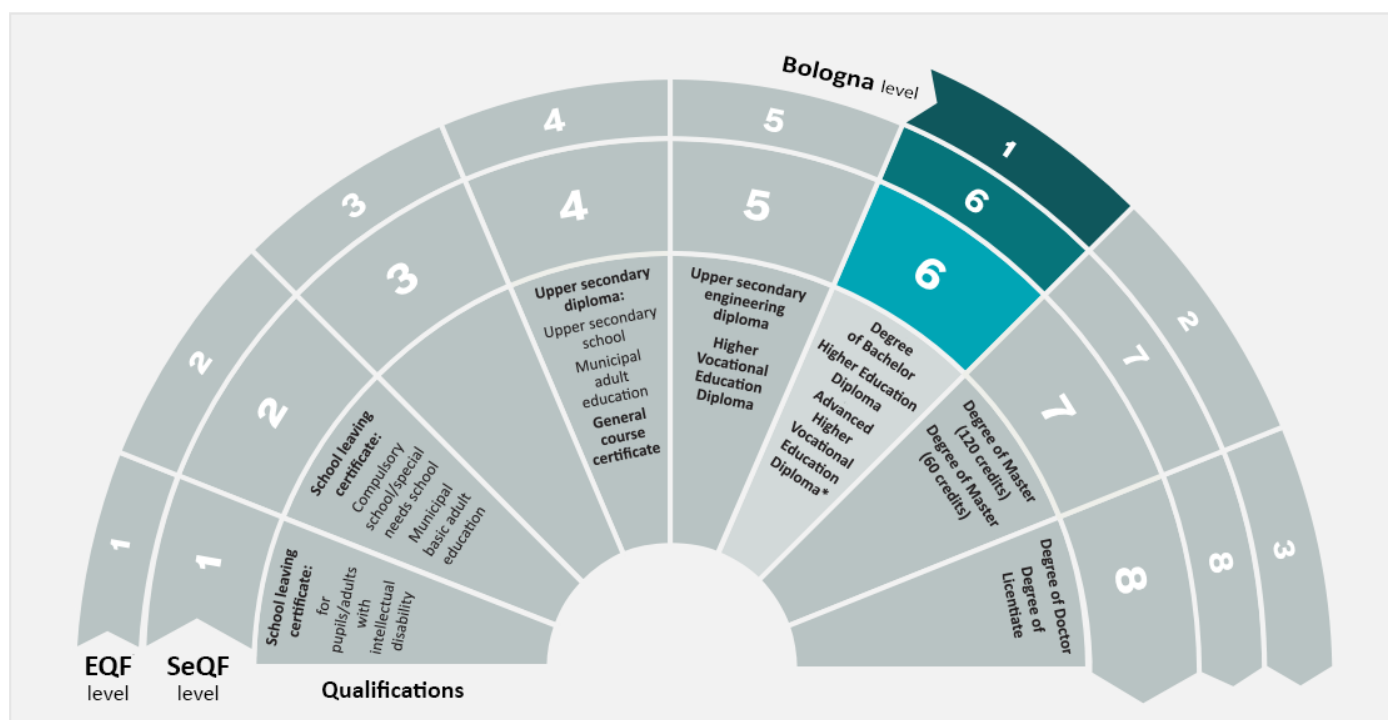 Bologna level
1
2
3
1
2
3
4
5
6
7
8
1
2
3
4
5
6
7
8
School leaving
certificate:
for
pupils/adults
with
intellectual
disability
School leaving
certificate:
Compulsory
school/special
needs school
Municipal
basic adult
education
Upper secondary
diploma:
Upper secondary
school
Municipal
adult
education
General
course
certificate
Upper secondary
engineering
diploma
Higher
Vocational
Education
Diploma
Degree
of Bachelor
Higher Education
Diploma
Advanced
Higher
Vocational
Education
Diploma*
Degree of Master
(120 credits)
Degree of Master
(60 credits)
Degree of Doctor
Degree of
Licentiate
EQF
level
SeQF
level
Qualifications